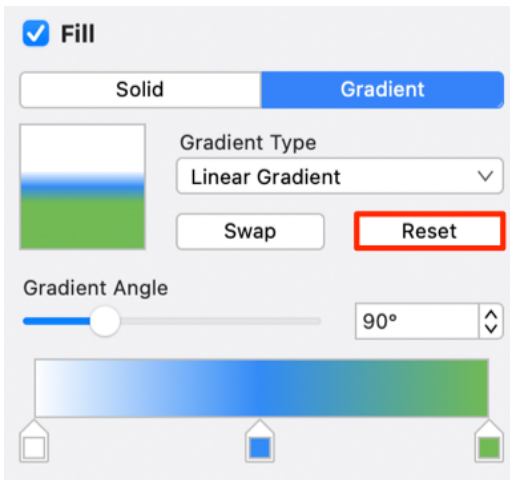 Fill
Solid Gradient
Gradient Type
Linear Gradient
Swap Reset
Gradient Angle
90°